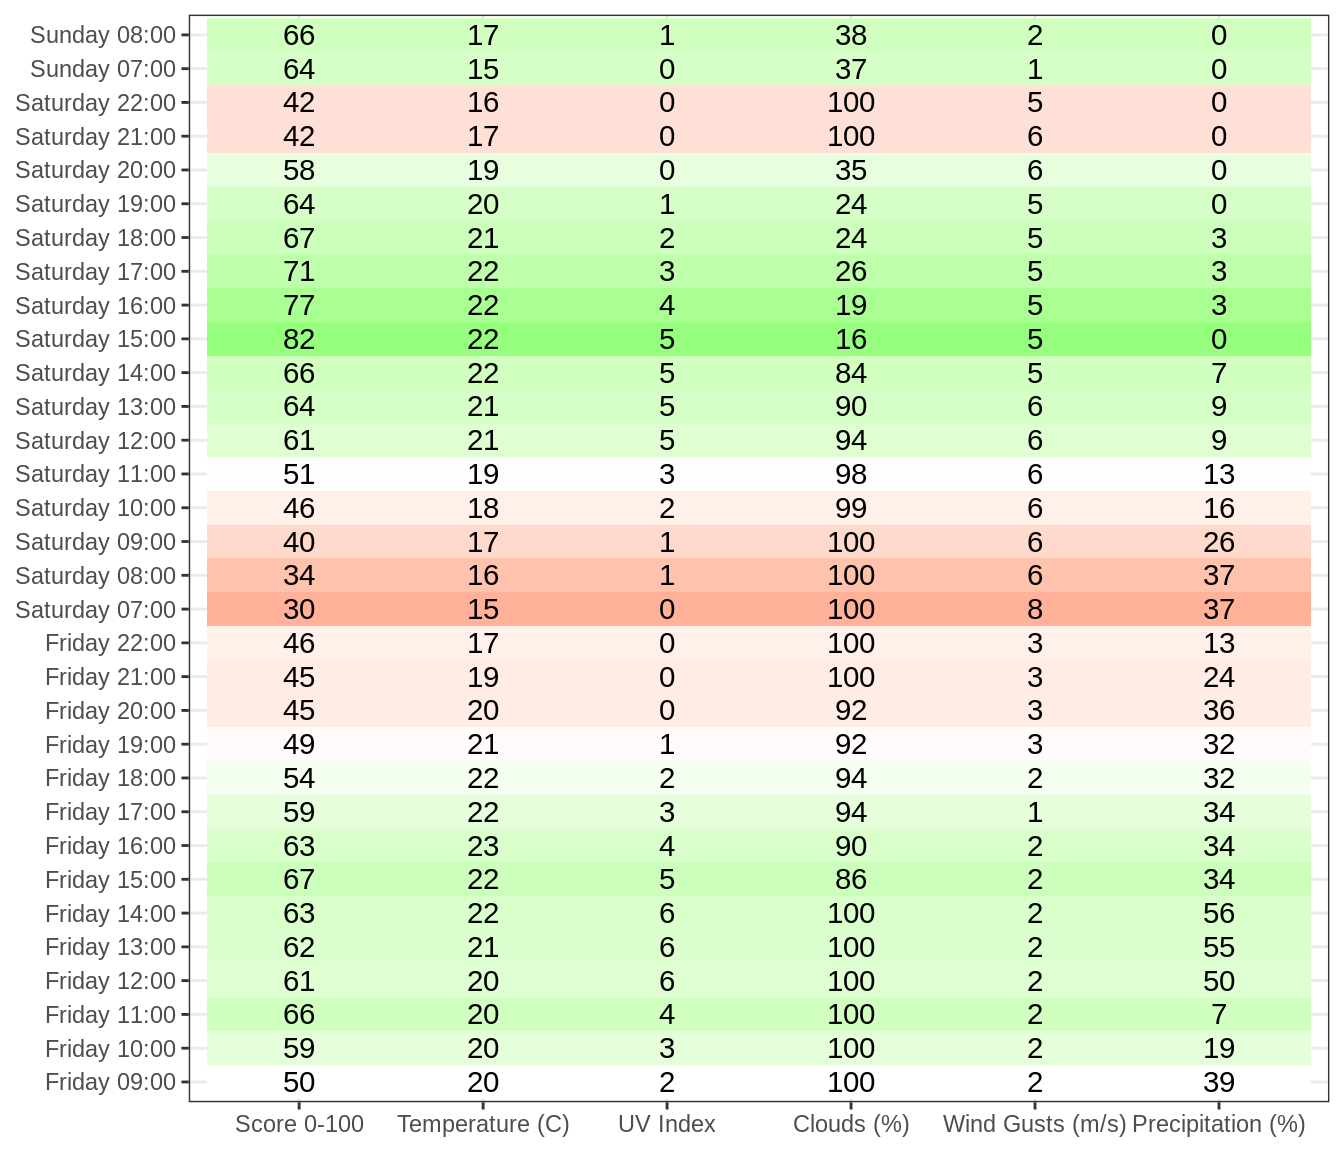 Sunday 08:00 66 17 1 38 2 0
Sunday 07:00 64 15 0 37 1 0
Saturday 22:00 42 16 0 100 5 0
Saturday 21:00 42 17 0 100 6 0
Saturday 20:00 58 19 0 35 6 0
Saturday 19:00 64 20 1 24 5 0
Saturday 18:00 67 21 2 24 5 3
Saturday 17:00 71 22 3 26 5 3
Saturday 16:00 77 22 4 19 5 3
Saturday 15:00 82 22 5 16 5 0
Saturday 14:00 66 22 5 84 5 7
Saturday 13:00 64 21 5 90 6 9
Saturday 12:00 61 21 5 94 6 9
Saturday 11:00 51 19 3 98 6 13
Saturday 10:00 46 18 2 99 6 16
Saturday 09:00 40 17 1 100 6 26
Saturday 08:00 34 16 1 100 6 37
Saturday 07:00 30 15 0 100 8 37
Friday 22:00 46 17 0 100 3 13
Friday 21:00 45 19 0 100 3 24
Friday 20:00 45 20 0 92 3 36
Friday 19:00 49 21 1 92 3 32
Friday 18:00 54 22 2 94 2 32
Friday 17:00 59 22 3 94 1 34
Friday 16:00 63 23 4 90 2 34
Friday 15:00 67 22 5 86 2 34
Friday 14:00 63 22 6 100 2 56
Friday 13:00 62 21 6 100 2 55
Friday 12:00 61 20 6 100 2 50
Friday 11:00 66 20 4 100 2 7
Friday 10:00 59 20 3 100 2 19
Friday 09:00 50 20 2 100 2 39
Score 0-100 Temperature (C) UV Index Clouds (%) Wind Gusts (m/s) Precipitation (%)